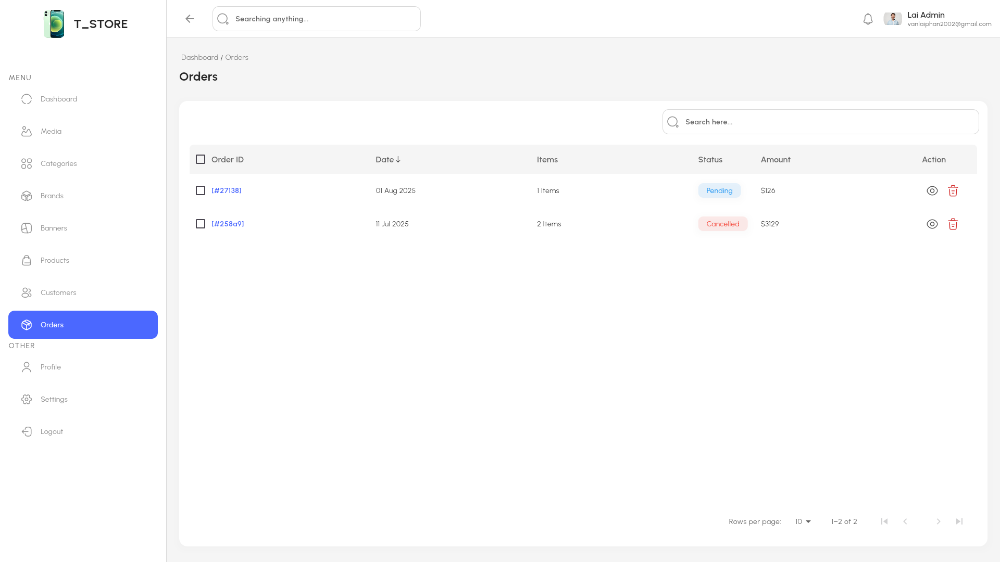 T_STORE
MENU
Dashboard
Media
Categories
Brands
Banners
Products
Customers
Orders
OTHER
Profile
Settings
Logout
Searching anything...
Lai Admin
vanlaiphan2002@gmail.com
Dashboard / Orders
Orders
Search here...
Order ID Date Items Status Amount Action
[#27138] 01 Aug 2025 1 Items Pending $126
[#258a9] 11 Jul 2025 2 Items Cancelled $3129
Rows per page: 10 1–2 of 2